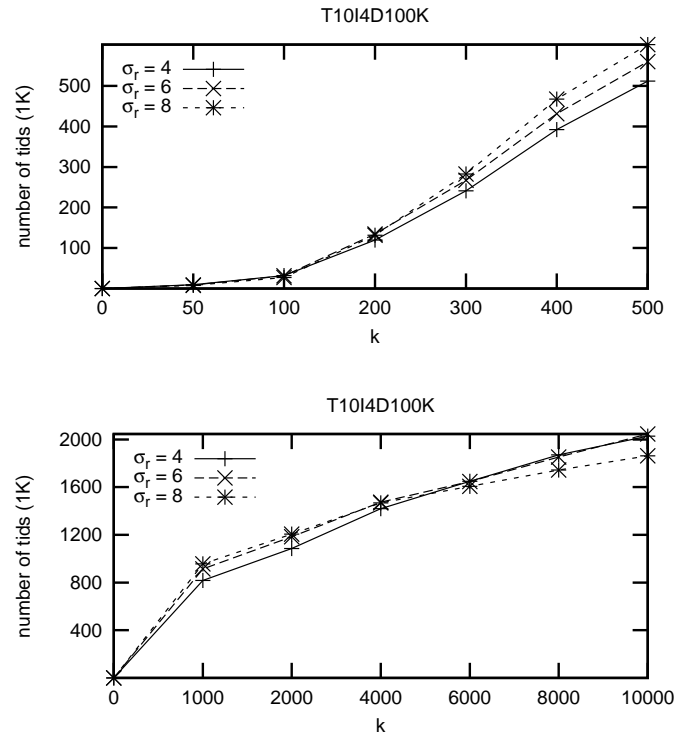 T10I4D100K
number of tids (1K)
σr = 4
σr = 6
σr = 8
500
400
300
200
100
0 50 100 200 300 400 500
k
T10I4D100K
number of tids (1K)
σr = 4
σr = 6
σr = 8
2000
1600
1200
800
400
0 1000 2000 4000 6000 8000 10000
k